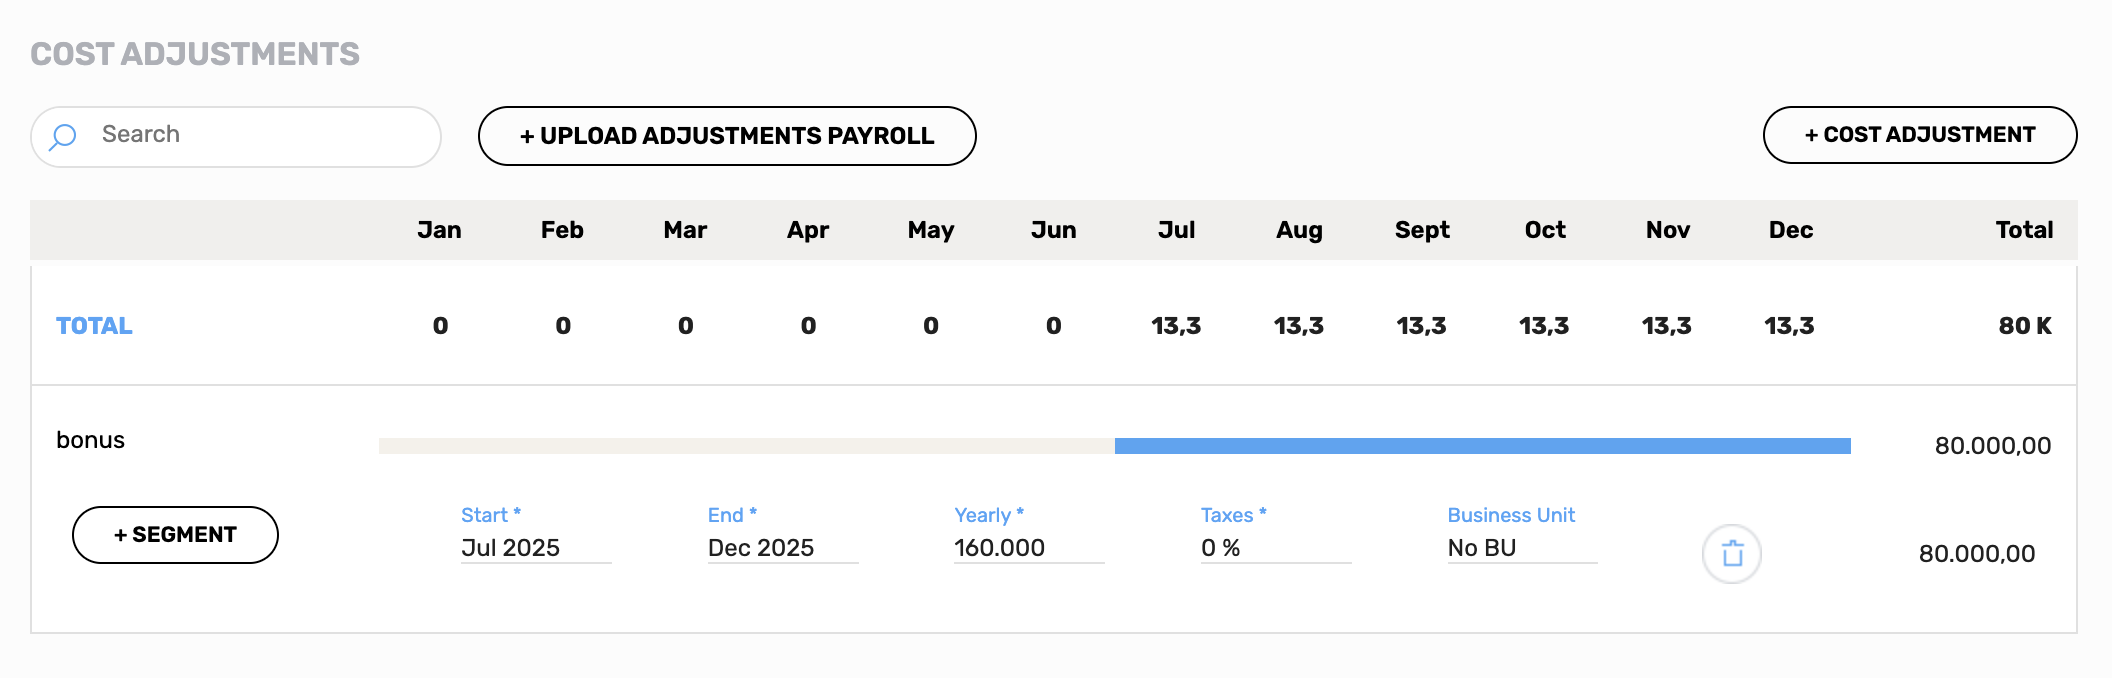 COST ADJUSTMENTS
Search
+ UPLOAD ADJUSTMENTS PAYROLL
+ COST ADJUSTMENT
Jan Feb Mar Apr May Jun Jul Aug Sept Oct Nov Dec Total
TOTAL 0 0 0 0 0 0 13,3 13,3 13,3 13,3 13,3 13,3 80 K
bonus 80.000,00
+ SEGMENT
Start * End * Yearly * Taxes * Business Unit
Jul 2025 Dec 2025 160.000 0 % No BU 80.000,00